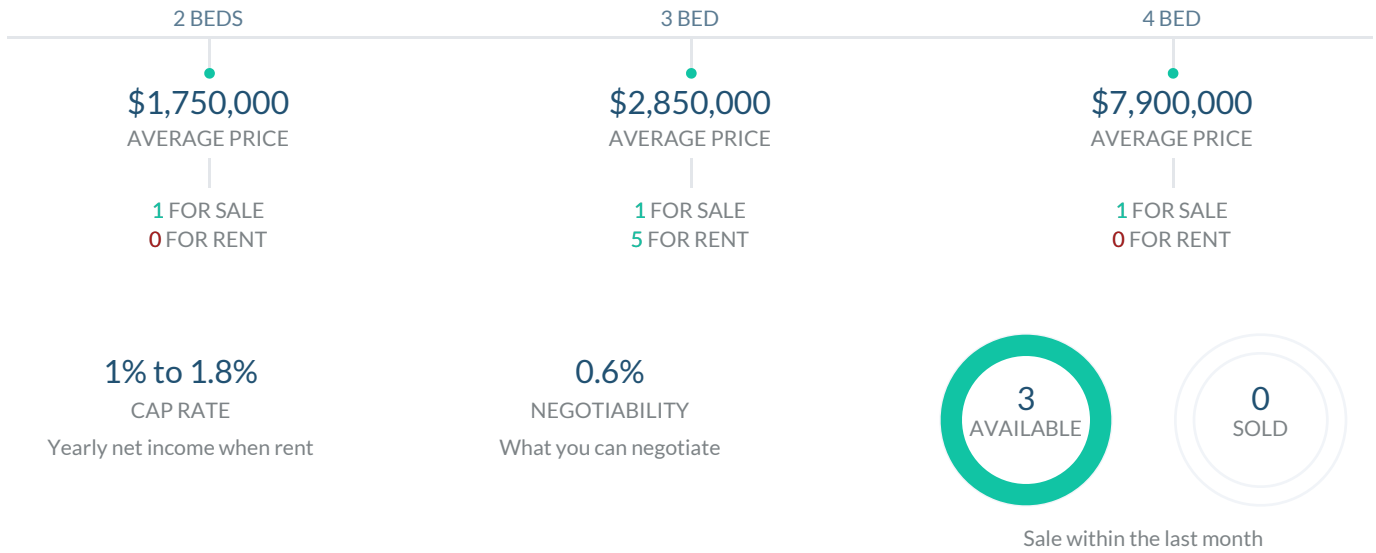 2 BEDS
$1,750,000
AVERAGE PRICE
1 FOR SALE
0 FOR RENT
3 BED
$2,850,000
AVERAGE PRICE
1 FOR SALE
5 FOR RENT
4 BED
$7,900,000
AVERAGE PRICE
1 FOR SALE
0 FOR RENT
1% to 1.8%
CAP RATE
Yearly net income when rent
0.6%
NEGOTIABILITY
What you can negotiate
3
AVAILABLE
0
SOLD
Sale within the last month